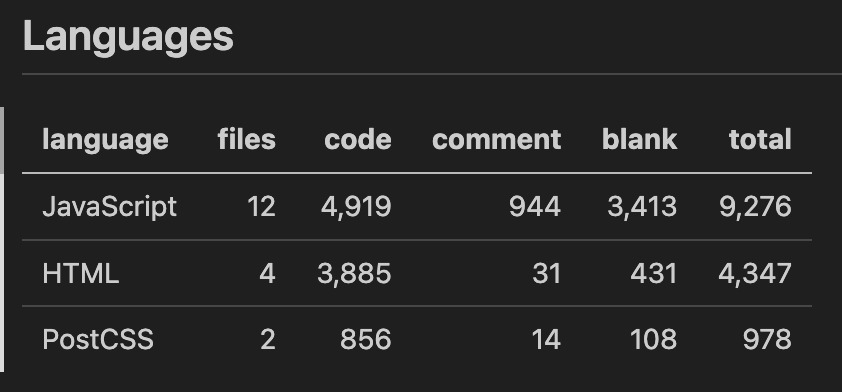 Languages
language files code comment blank total
JavaScript 12 4,919 944 3,413 9,276
HTML 4 3,885 31 431 4,347
PostCSS 2 856 14 108 978